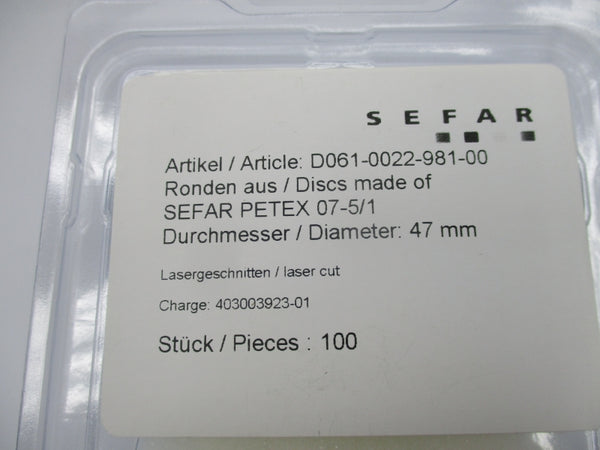 SEFAR
Artikel / Article: D061-0022-981-00
Ronden aus / Discs made of
SEFAR PETEX 07-5/1
Durchmesser / Diameter: 47 mm
Lasergeschnitten / laser cut
Charge: 403003923-01
Stück / Pieces : 100